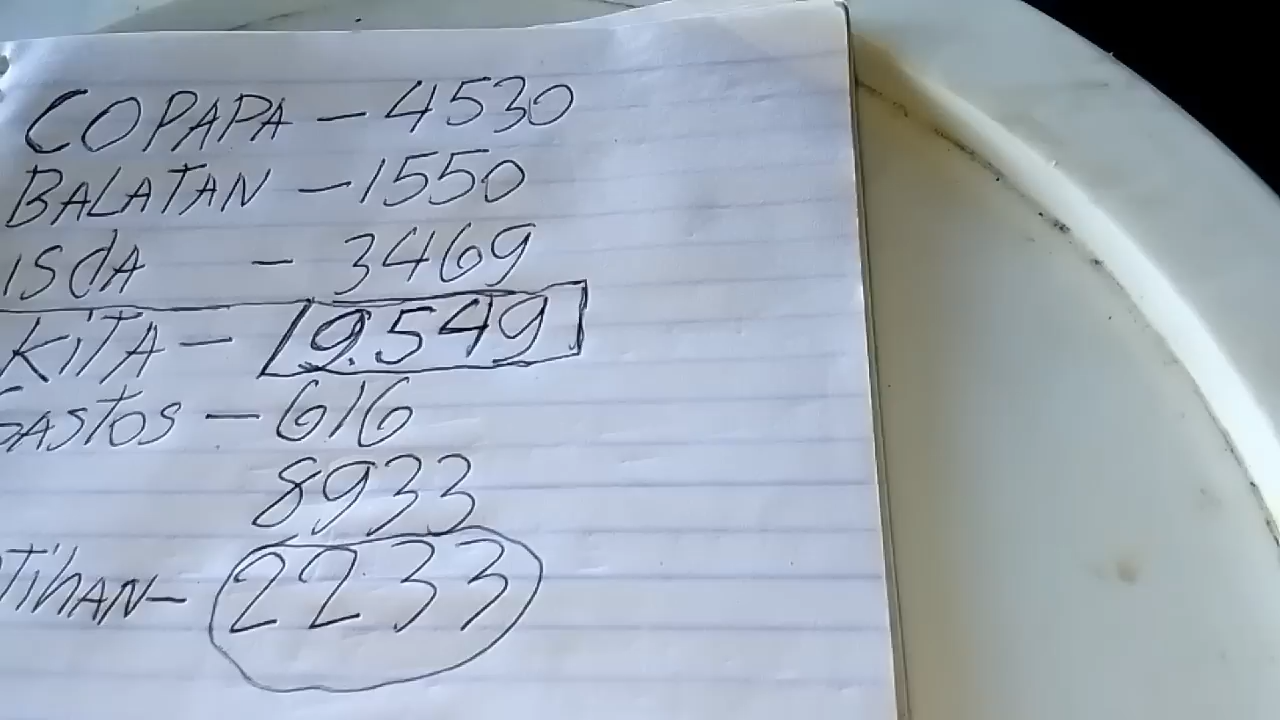 COPAPA - 4530
BALATAN - 1550
ISdA - 3469
KiTA - 9.549
GASTOS - 616
8933
TihAN - 2233